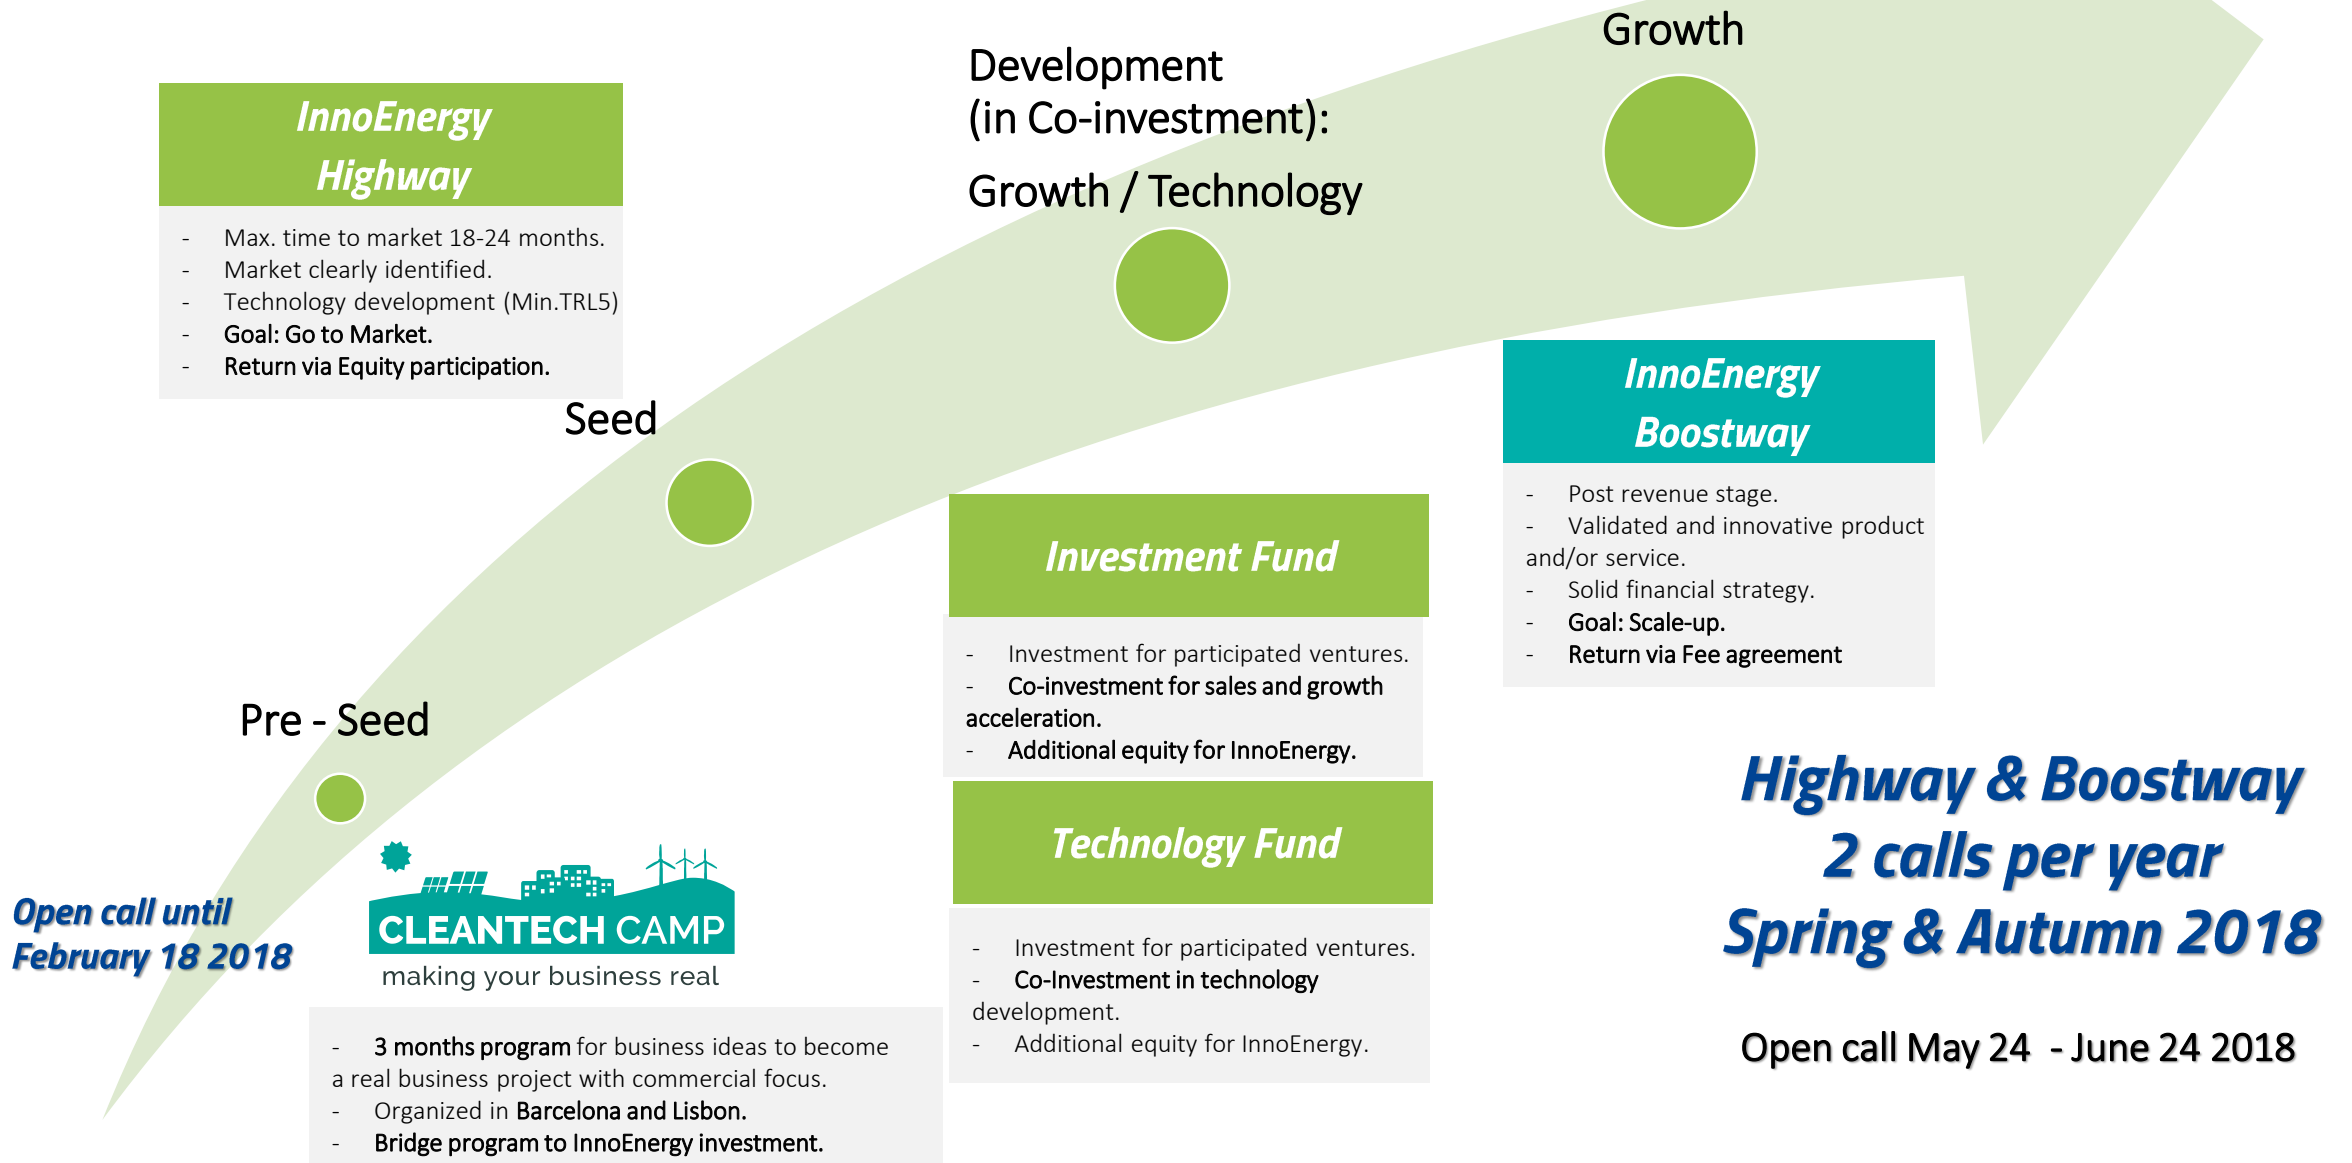 Growth
Development
(in Co-investment):
Growth / Technology
InnoEnergy
Highway
- Max. time to market 18-24 months.
- Market clearly identified.
- Technology development (Min.TRL5)
- Goal: Go to Market.
- Return via Equity participation.
Seed
InnoEnergy
Boostway
- Post revenue stage.
- Validated and innovative product
and/or service.
- Solid financial strategy.
- Goal: Scale-up.
- Return via Fee agreement
Investment Fund
- Investment for participated ventures.
- Co-investment for sales and growth
acceleration.
- Additional equity for InnoEnergy.
Technology Fund
- Investment for participated ventures.
- Co-Investment in technology
development.
- Additional equity for InnoEnergy.
Pre - Seed
Open call until
February 18 2018
CLEANTECH CAMP
making your business real
- 3 months program for business ideas to become
a real business project with commercial focus.
- Organized in Barcelona and Lisbon.
- Bridge program to InnoEnergy investment.
Highway & Boostway
2 calls per year
Spring & Autumn 2018
Open call May 24 - June 24 2018